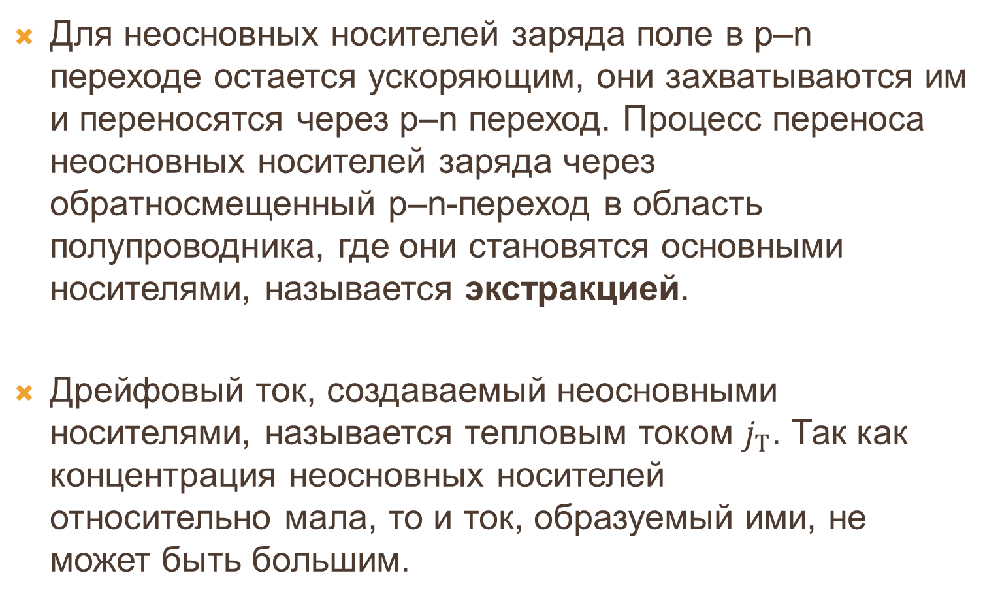 Для неосновных носителей заряда поле в p–n
переходе остается ускоряющим, они захватываются им
и переносятся через p–n переход. Процесс переноса
неосновных носителей заряда через
обратносмещенный p–n-переход в область
полупроводника, где они становятся основными
носителями, называется экстракцией.
Дрейфовый ток, создаваемый неосновными
носителями, называется тепловым током jТ. Так как
концентрация неосновных носителей
относительно мала, то и ток, образуемый ими, не
может быть большим.